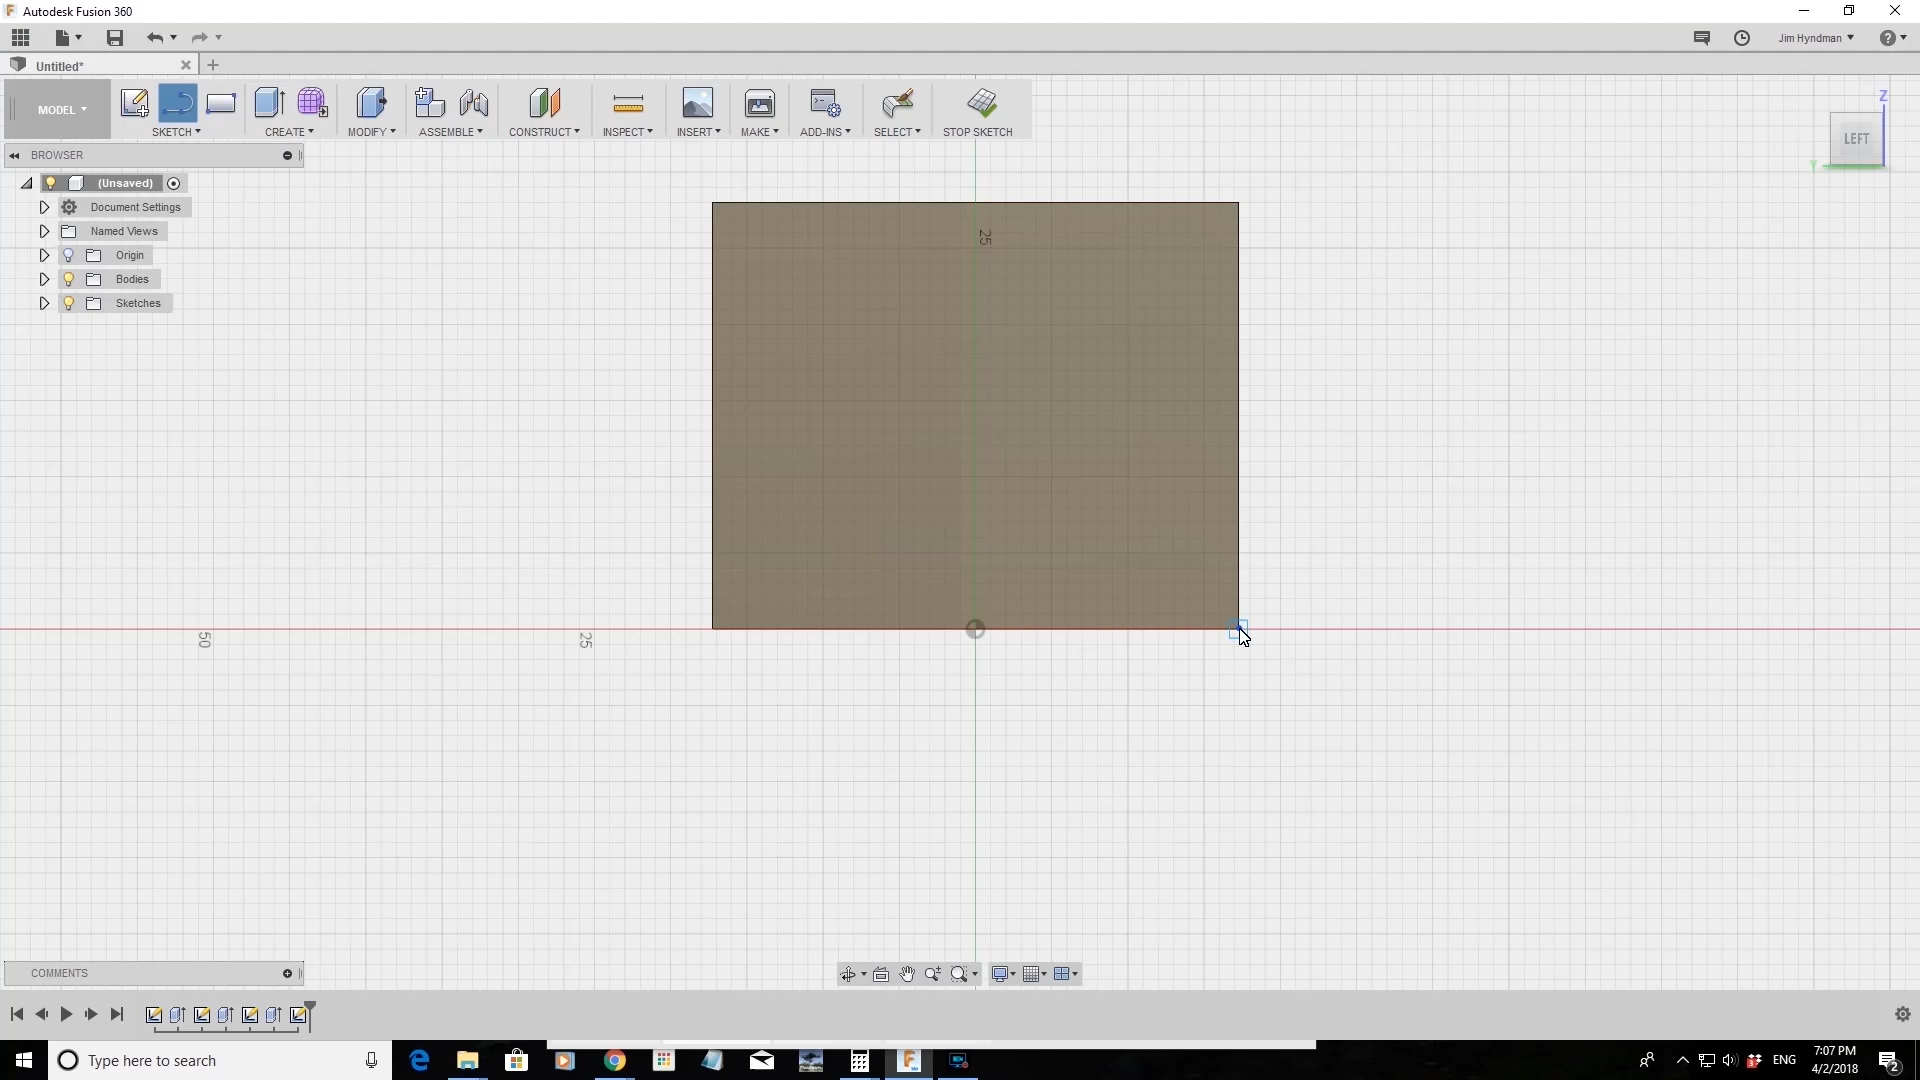 Autodesk Fusion 360
Jim Hyndman
Untitled*
MODEL
SKETCH
CREATE
MODIFY
ASSEMBLE
CONSTRUCT
INSPECT
INSERT
MAKE
ADD-INS
SELECT
STOP SKETCH
Z
LEFT
Y
BROWSER
(Unsaved)
Document Settings
Named Views
Origin
Bodies
Sketches
25
50
25
COMMENTS
Type here to search
ENG
7:07 PM
4/2/2018
2